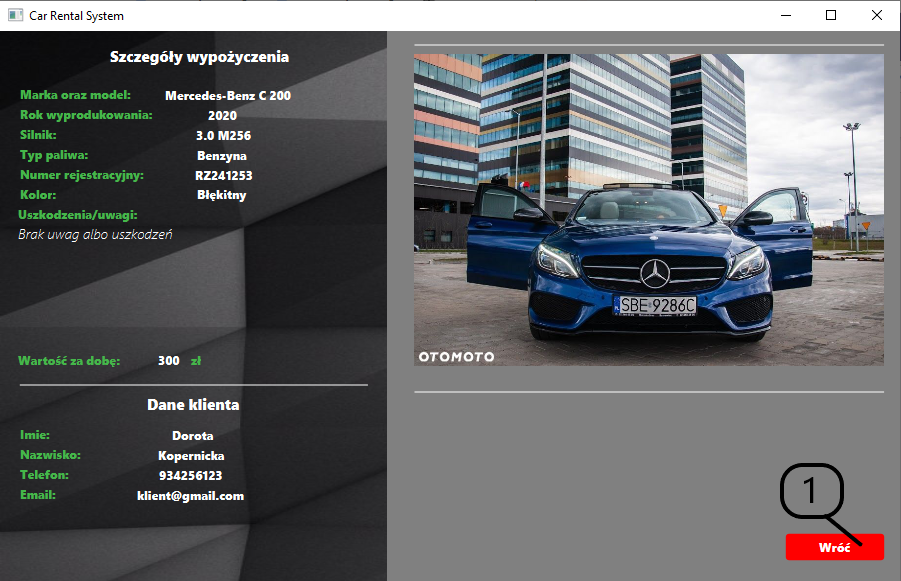 Car Rental System
Szczegóły wypożyczenia
Marka oraz model: Mercedes-Benz C 200
Rok wyprodukowania: 2020
Silnik: 3.0 M256
Typ paliwa: Benzyna
Numer rejestracyjny: RZ241253
Kolor: Błękitny
Uszkodzenia/uwagi:
Brak uwag albo uszkodzeń
Wartość za dobę: 300 zł
Dane klienta
Imie: Dorota
Nazwisko: Kopernicka
Telefon: 934256123
Email: klient@gmail.com
SBE 9286C
OTOMOTO
1
Wróć